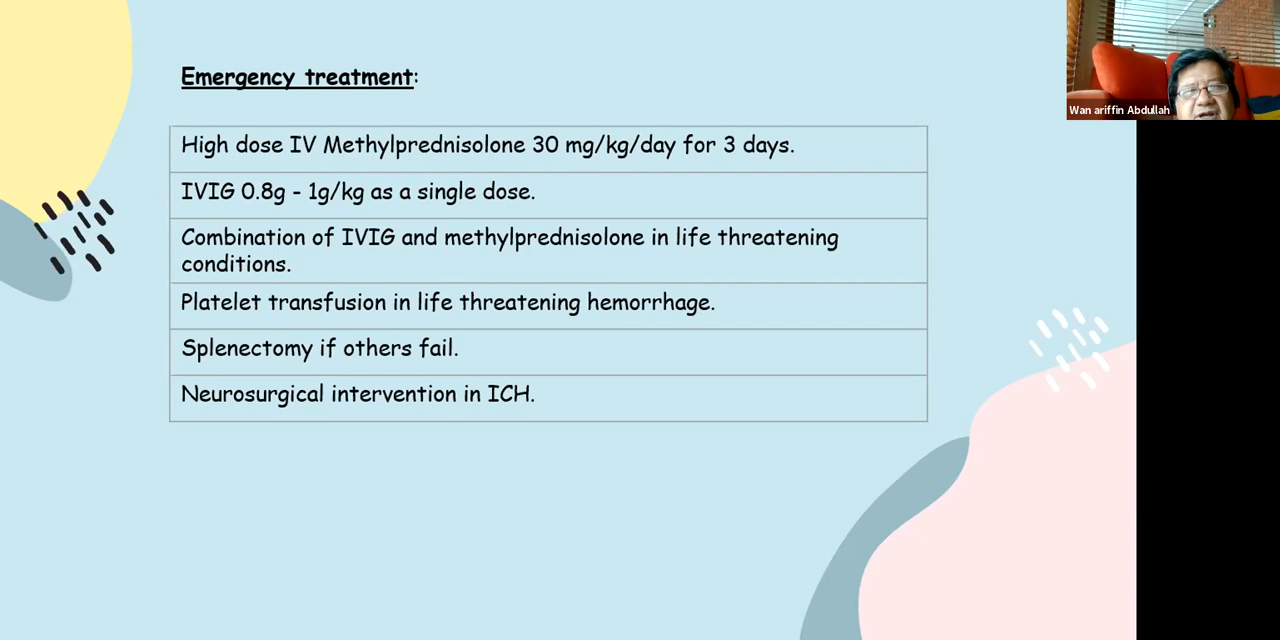 Emergency treatment:
Wan ariffin Abdullah
High dose IV Methylprednisolone 30 mg/kg/day for 3 days.
IVIG 0.8g - 1g/kg as a single dose.
Combination of IVIG and methylprednisolone in life threatening
conditions.
Platelet transfusion in life threatening hemorrhage.
Splenectomy if others fail.
Neurosurgical intervention in ICH.